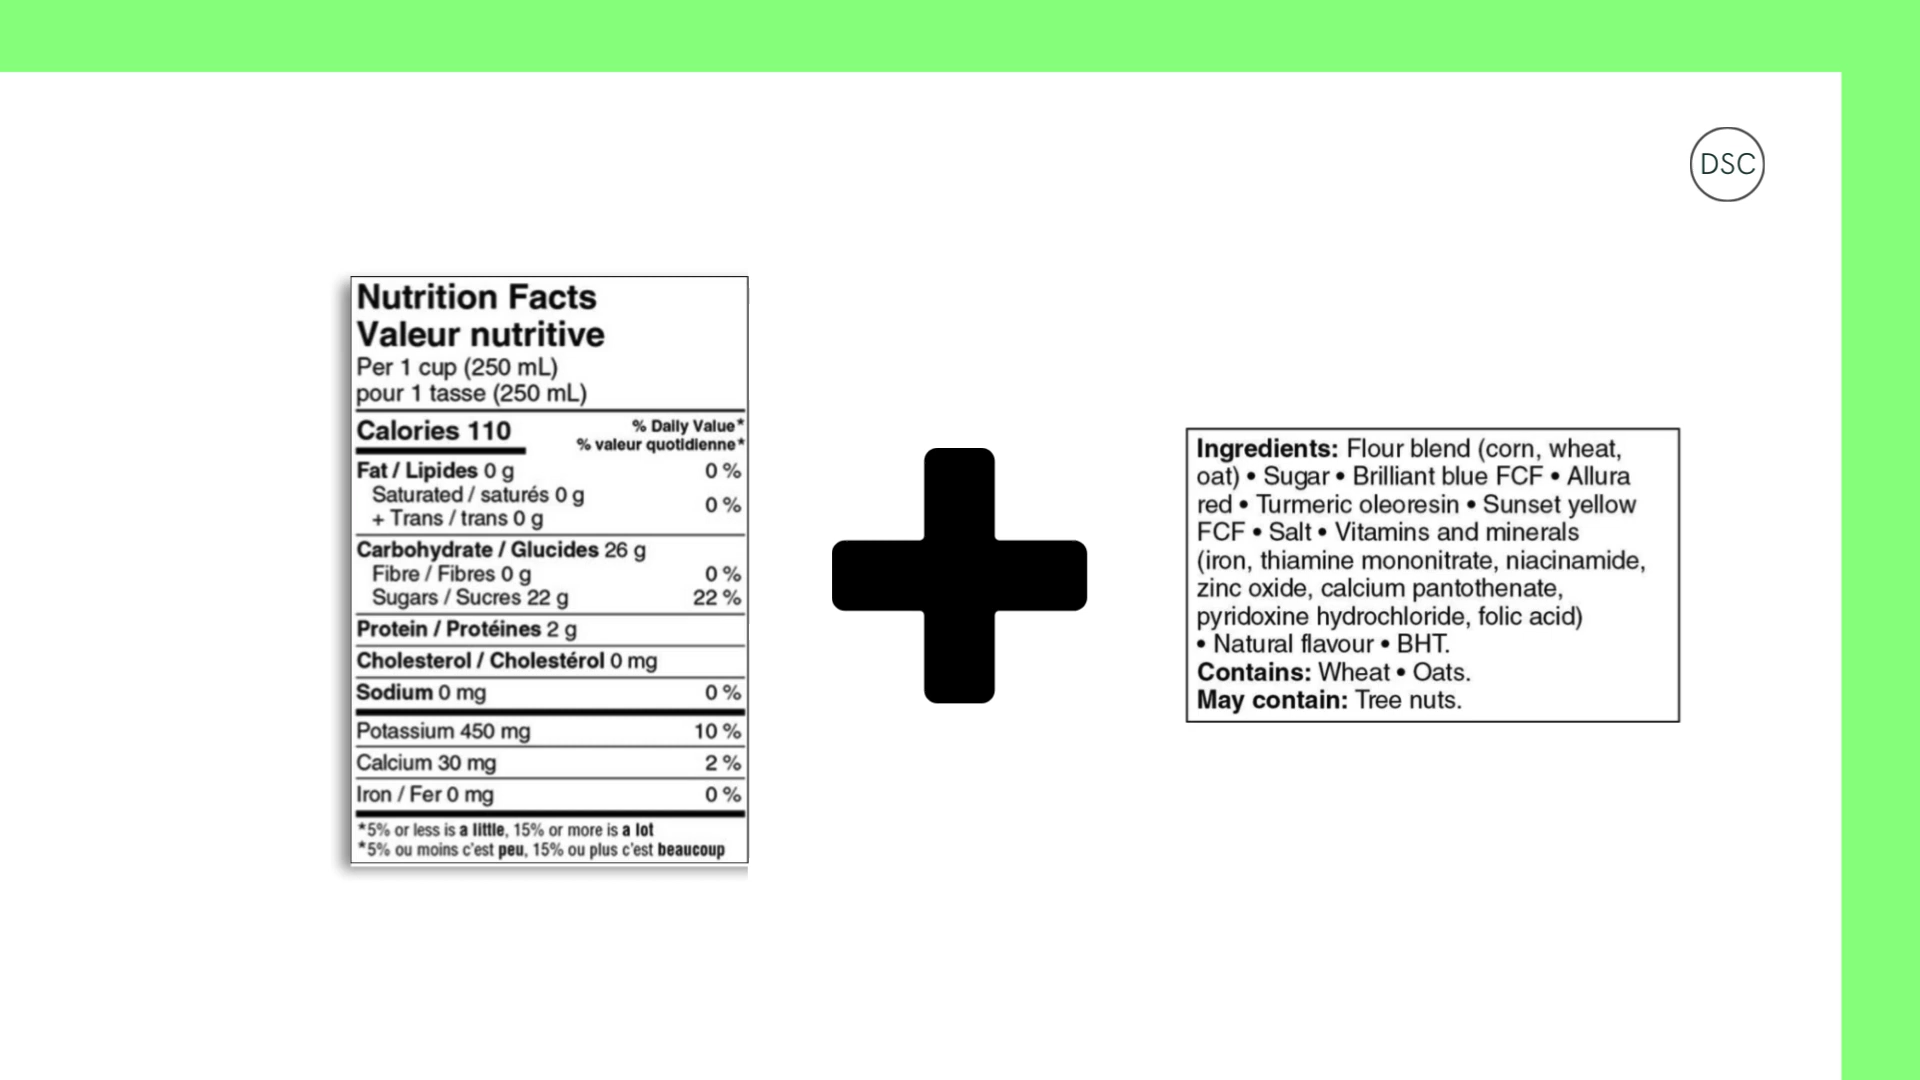 DSC
Nutrition Facts
Valeur nutritive
Per 1 cup (250 mL)
pour 1 tasse (250 mL)
Calories 110
% Daily Value*
% valeur quotidienne*
Fat / Lipides 0 g 0 %
Saturated / saturés 0 g
+ Trans / trans 0 g 0 %
Carbohydrate / Glucides 26 g
Fibre / Fibres 0 g 0 %
Sugars / Sucres 22 g 22 %
Protein / Protéines 2 g
Cholesterol / Cholestérol 0 mg
Sodium 0 mg 0 %
Potassium 450 mg 10 %
Calcium 30 mg 2 %
Iron / Fer 0 mg 0 %
*5% or less is a little, 15% or more is a lot
*5% ou moins c'est peu, 15% ou plus c'est beaucoup
Ingredients: Flour blend (corn, wheat,
oat) • Sugar • Brilliant blue FCF • Allura
red • Turmeric oleoresin • Sunset yellow
FCF • Salt • Vitamins and minerals
(iron, thiamine mononitrate, niacinamide,
zinc oxide, calcium pantothenate,
pyridoxine hydrochloride, folic acid)
• Natural flavour • BHT.
Contains: Wheat • Oats.
May contain: Tree nuts.